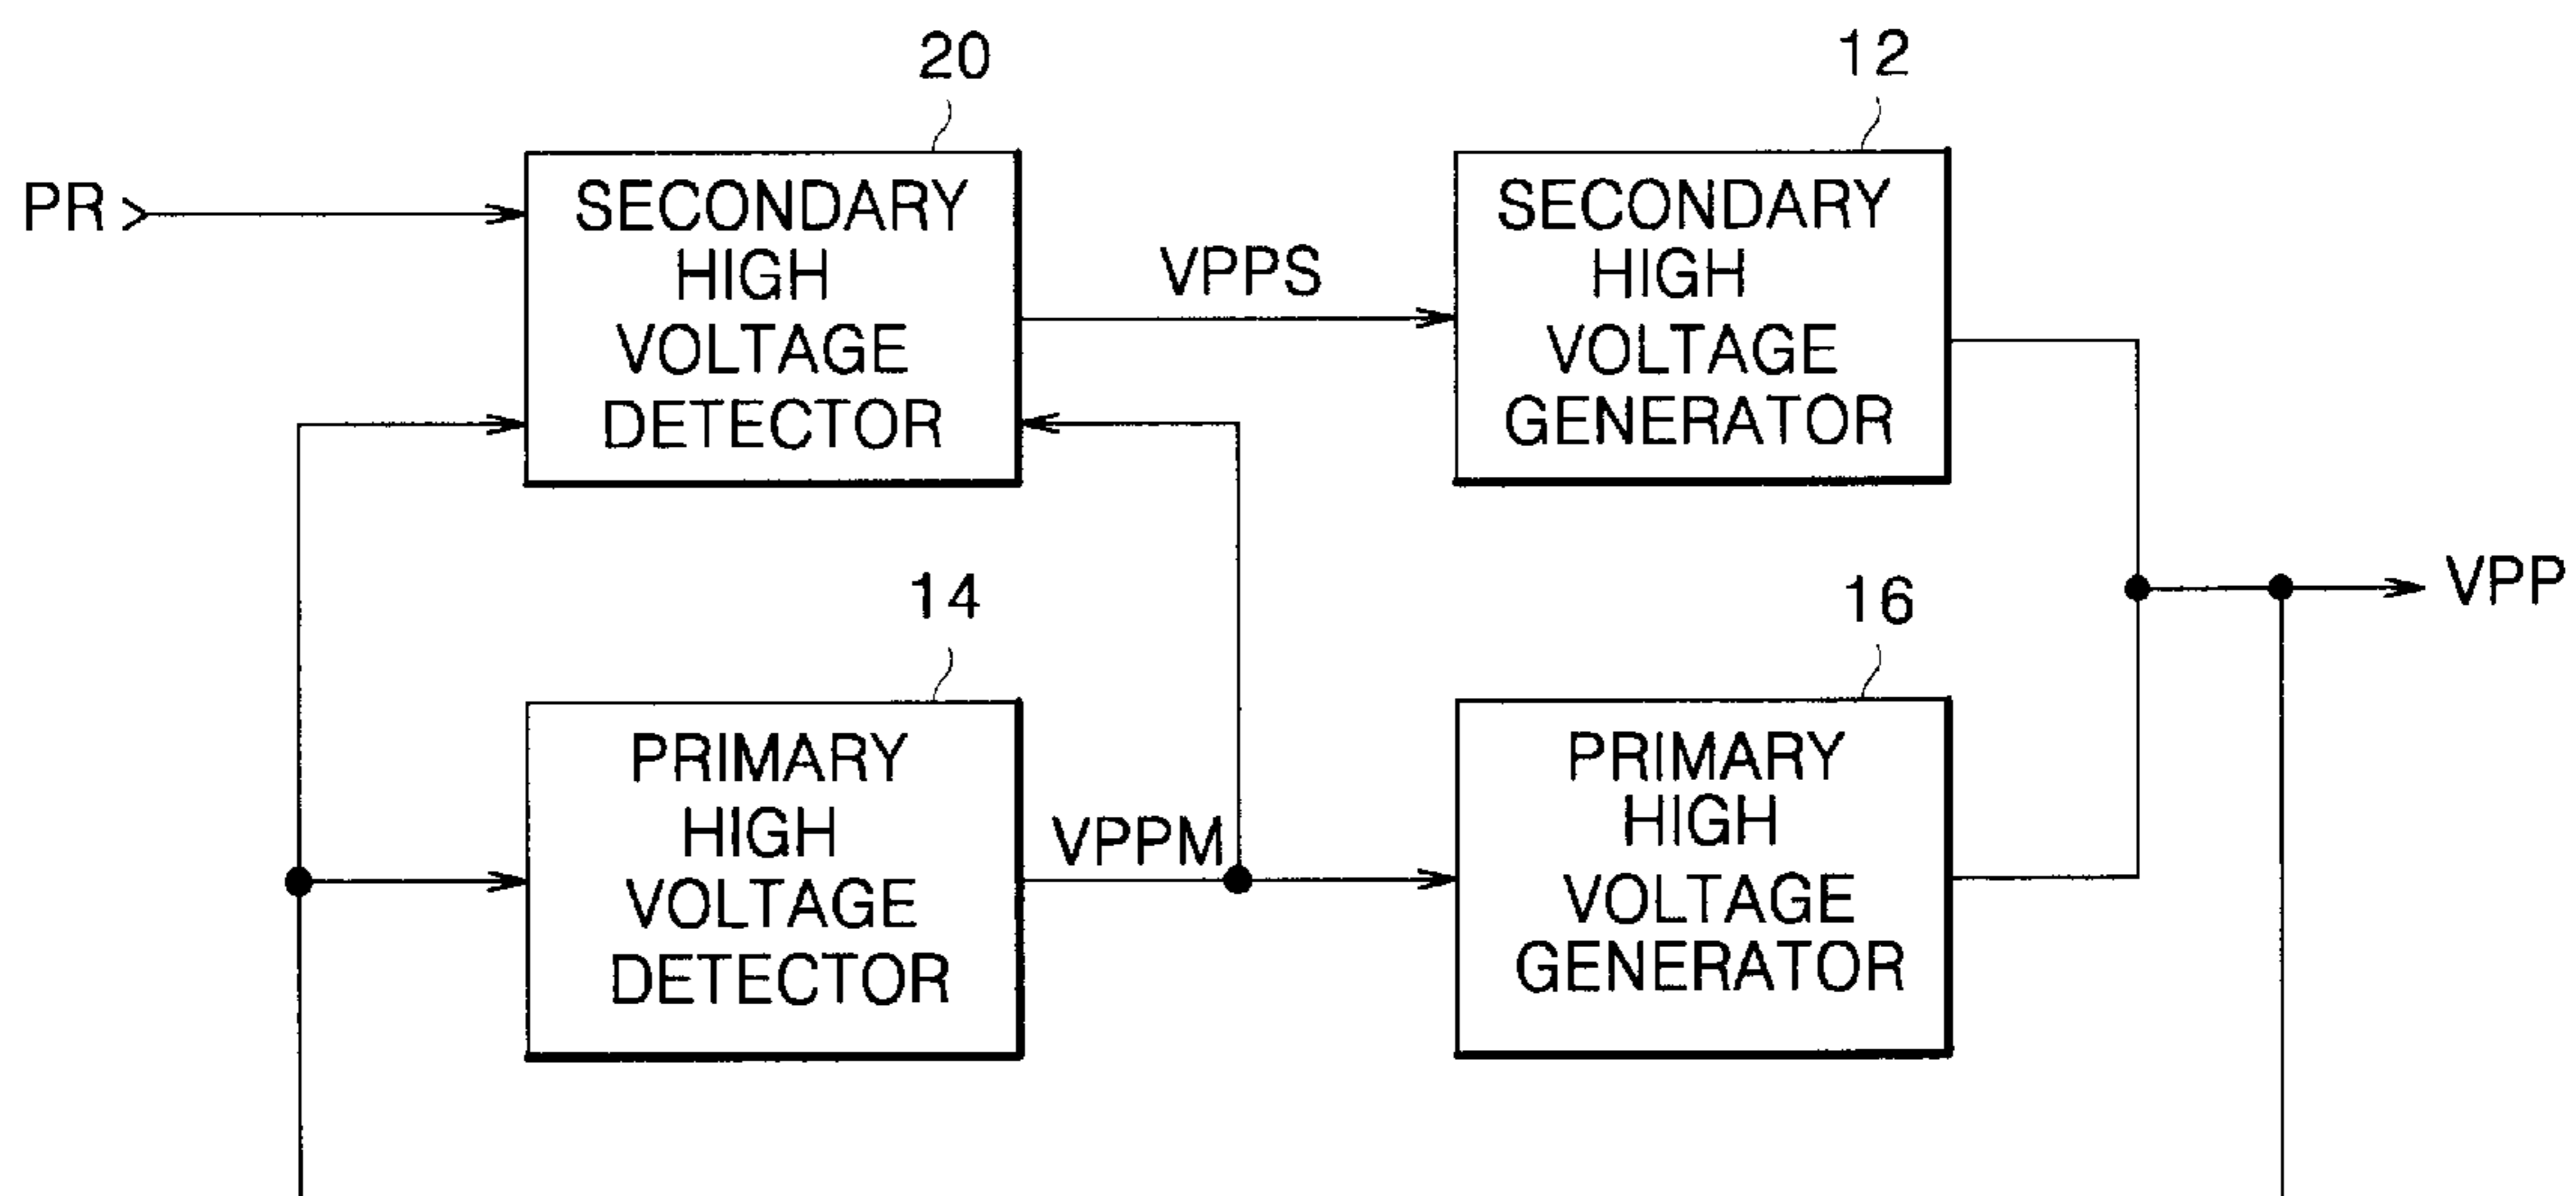 20
12
PR
SECONDARY
HIGH
VOLTAGE
DETECTOR
VPPS
SECONDARY
HIGH
VOLTAGE
GENERATOR
14
16
VPP
PRIMARY
HIGH
VOLTAGE
DETECTOR
VPPM
PRIMARY
HIGH
VOLTAGE
GENERATOR